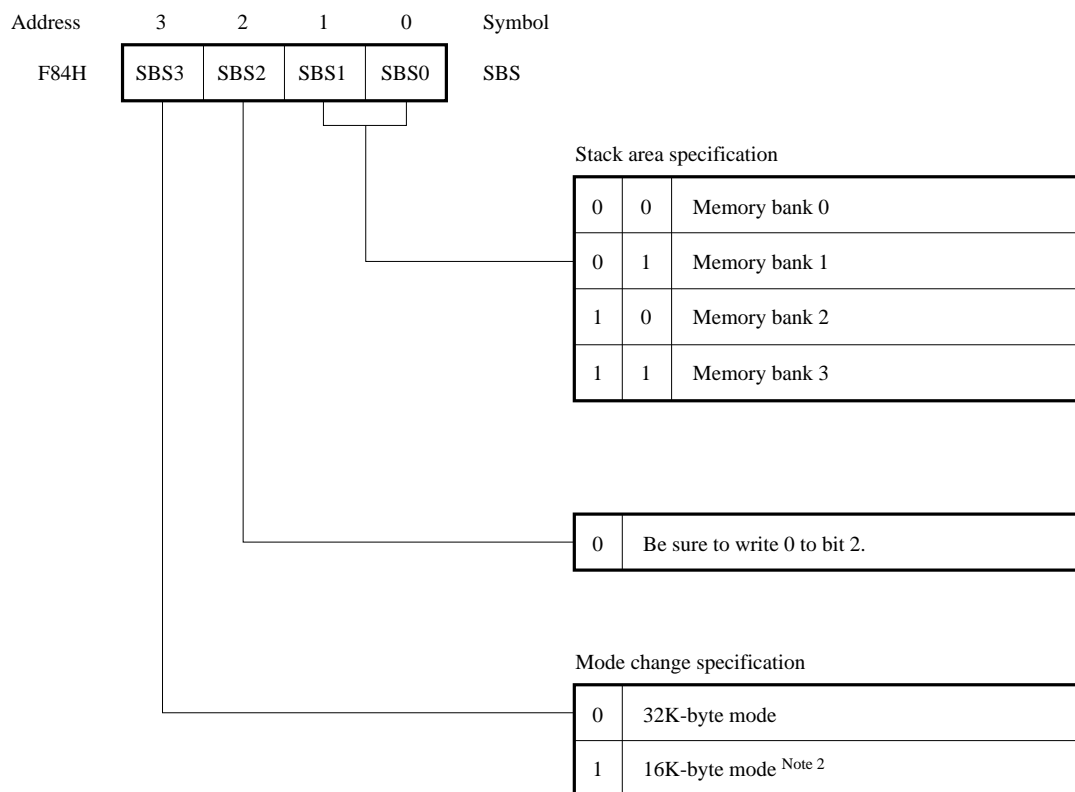 Address 3 2 1 0 Symbol
F84H SBS3 SBS2 SBS1 SBS0 SBS
Stack area specification
0 0 Memory bank 0
0 1 Memory bank 1
1 0 Memory bank 2
1 1 Memory bank 3
0 Be sure to write 0 to bit 2.
Mode change specification
0 32K-byte mode
1 16K-byte mode Note 2